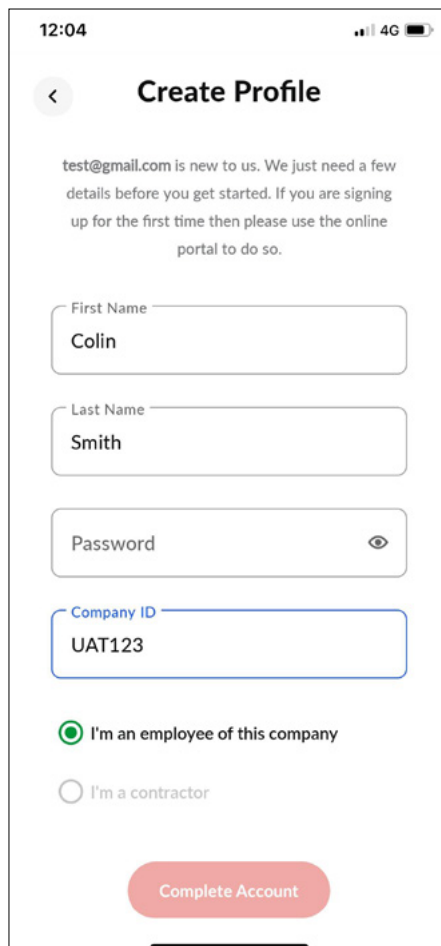 12:04
4G
Create Profile
test@gmail.com is new to us. We just need a few
details before you get started. If you are signing
up for the first time then please use the online
portal to do so.
First Name
Colin
Last Name
Smith
Password
Company ID
UAT123
I'm an employee of this company
I'm a contractor
Complete Account